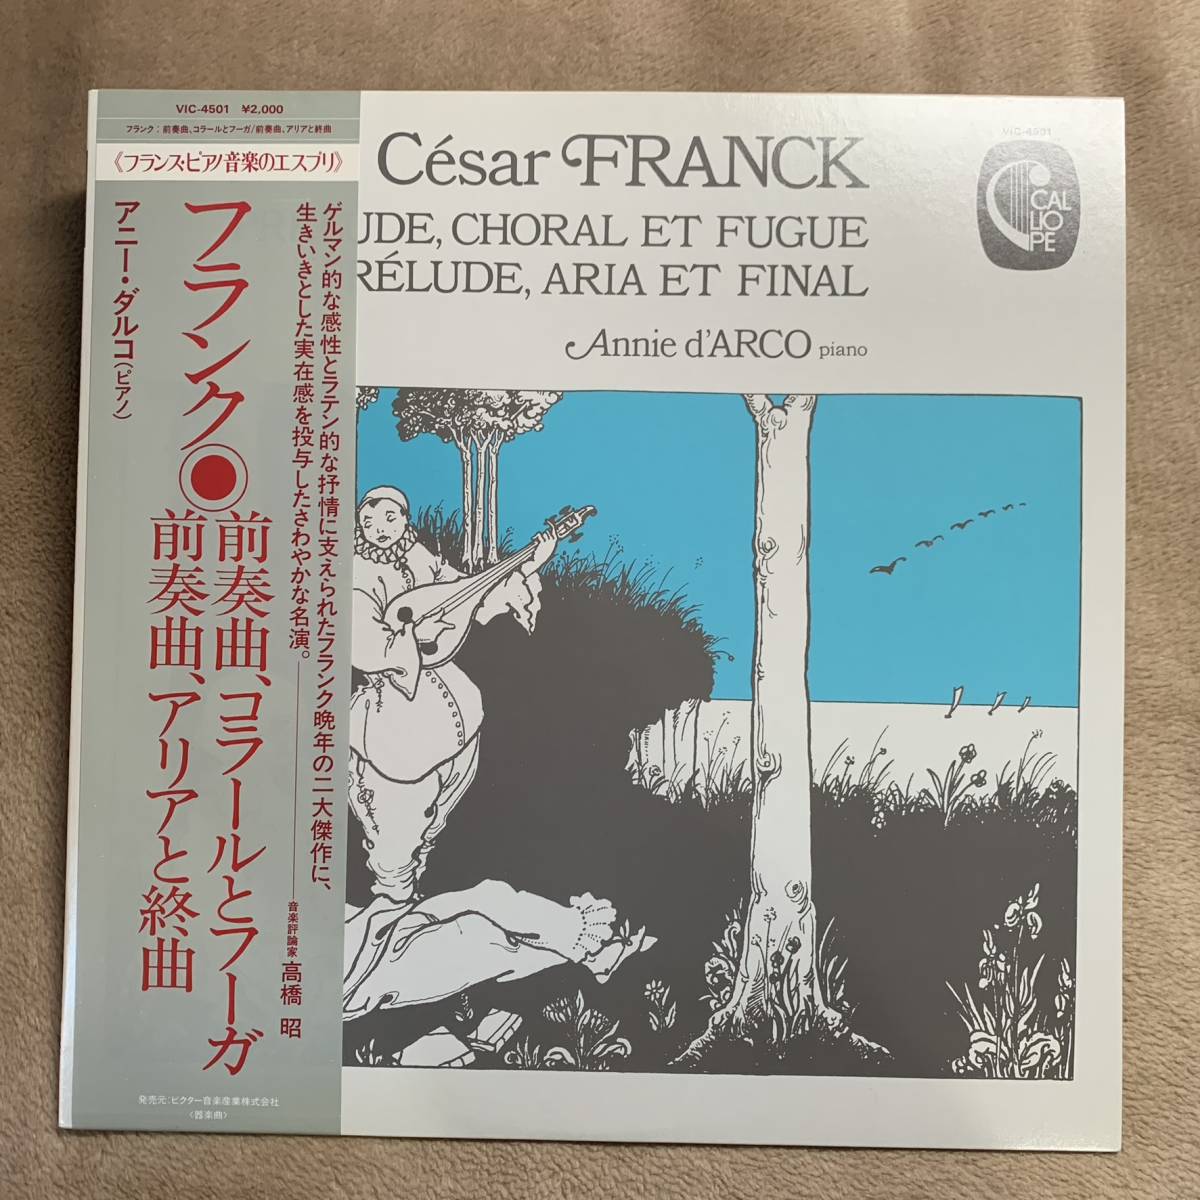 VIC-4501 ¥2,000
フランク: 前奏曲、コラールとフーガ/前奏曲、アリアと終曲
《フランス・ピアノ音楽のエスプリ》
ゲルマン的な感性とラテン的な抒情に支えられたフランク晩年の二大傑作に、
生きいきとした実在感を投与したさわやかな名演。
音楽評論家・高橋 昭
フランク◉前奏曲、コラールとフーガ
前奏曲、アリアと終曲
アニー・ダルコ(ピアノ)
発売元:ビクター音楽産業株式会社
〈器楽曲〉
César FRANCK
UDE, CHORAL ET FUGUE
RÉLUDE, ARIA ET FINAL
Annie d'ARCO piano
VIC-4501
CAL
LIO
PE